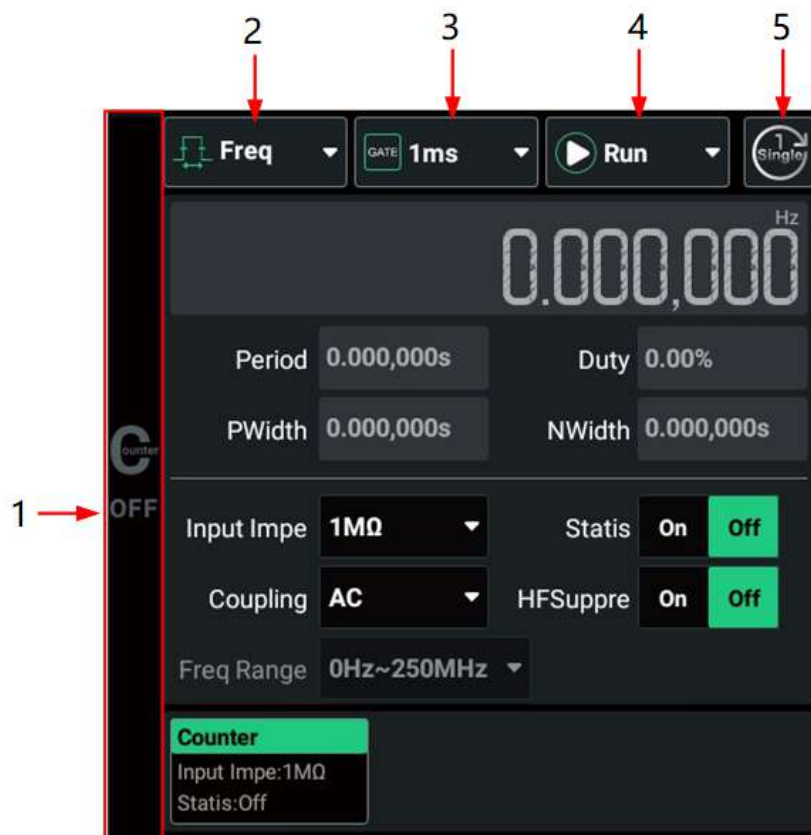 2 3 4 5
Freq GATE 1ms Run 1 Single
Hz
0.000,000
Period 0.000,000s Duty 0.00%
PWidth 0.000,000s NWidth 0.000,000s
Counter
OFF
1
Input Impe 1MΩ Statis On Off
Coupling AC HFSuppre On Off
Freq Range 0Hz~250MHz
Counter
Input Impe:1MΩ
Statis:Off